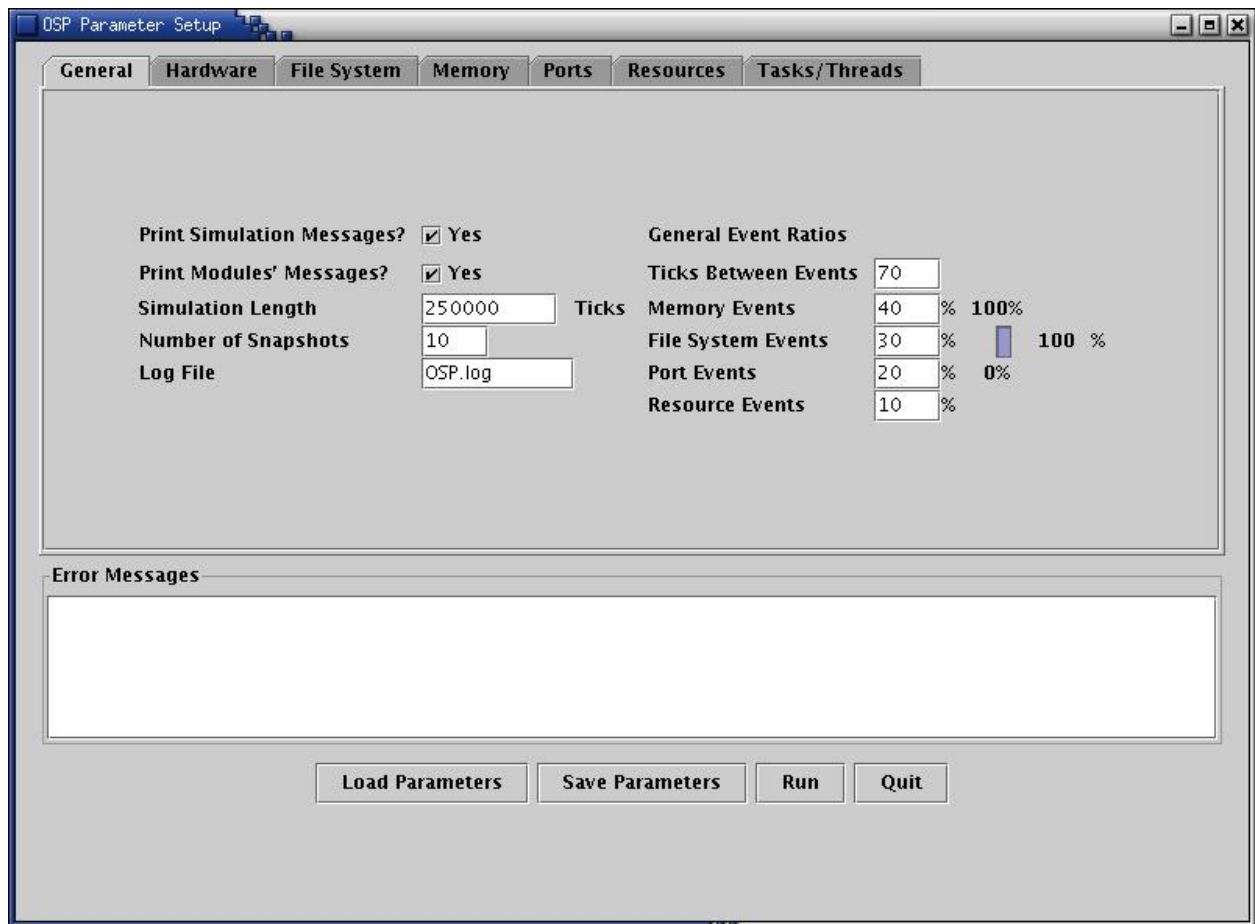 OSP Parameter Setup
General Hardware File System Memory Ports Resources Tasks/Threads
Print Simulation Messages? Yes General Event Ratios
Print Modules' Messages? Yes Ticks Between Events 70
Simulation Length 250000 Ticks Memory Events 40 % 100%
Number of Snapshots 10 File System Events 30 % 100 %
Log File OSP.log Port Events 20 % 0%
Resource Events 10 %
Error Messages
Load Parameters Save Parameters Run Quit